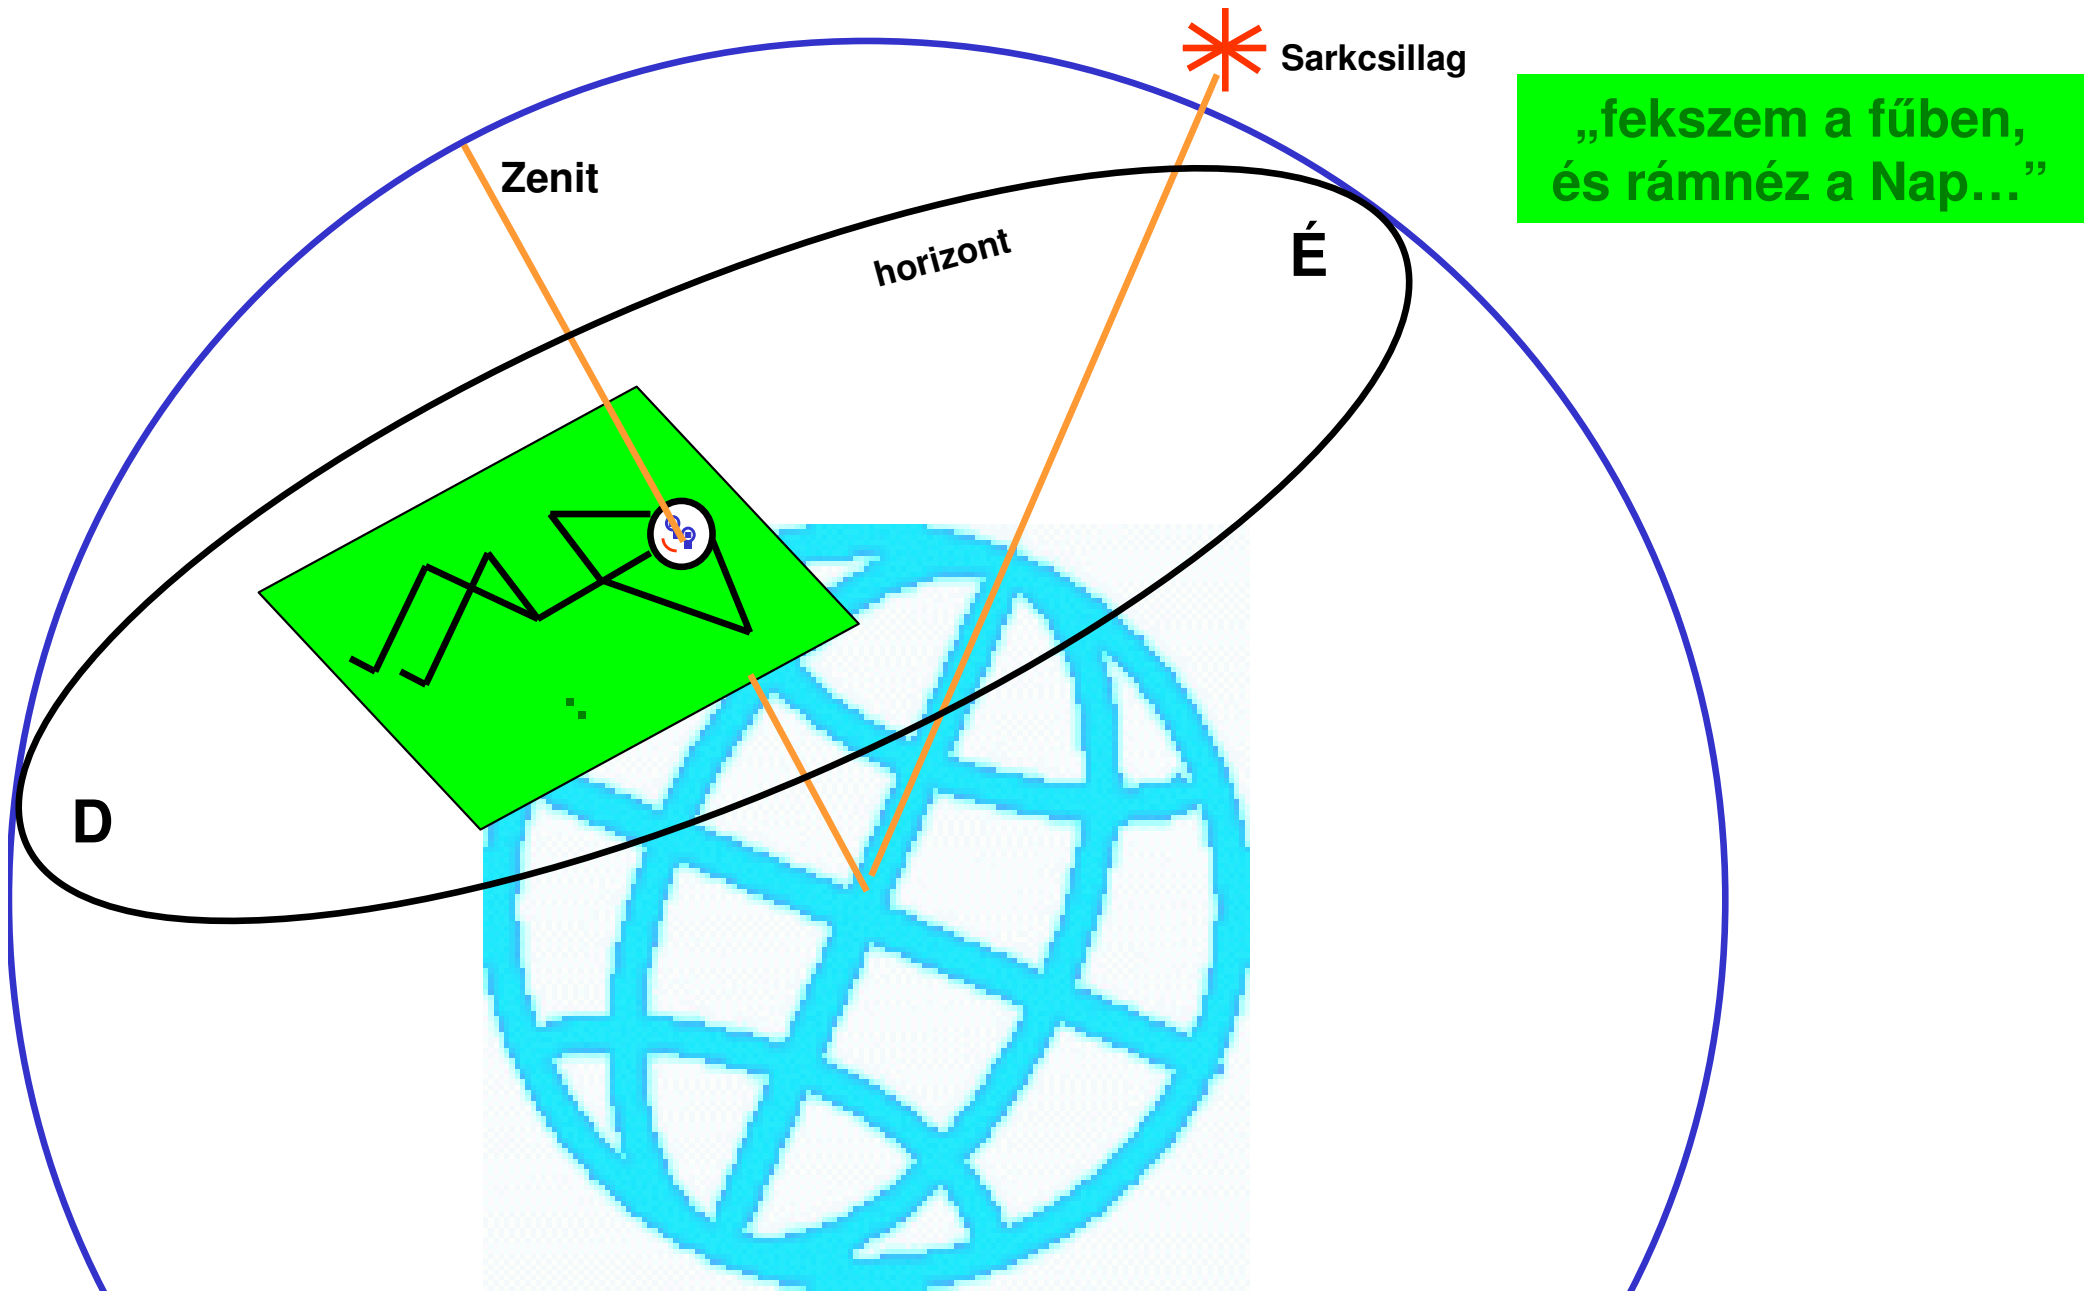 Sarkcsillag
„fekszem a fűben,
és rámnéz a Nap…”
Zenit
horizont
É
D